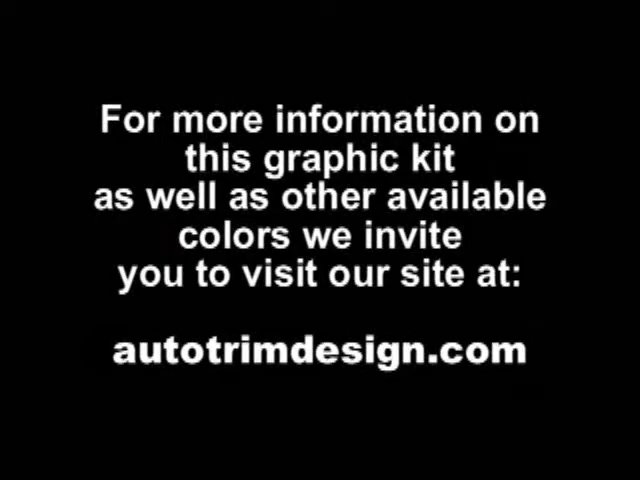 For more information on
this graphic kit
as well as other available
colors we invite
you to visit our site at:
autotrimdesign.com